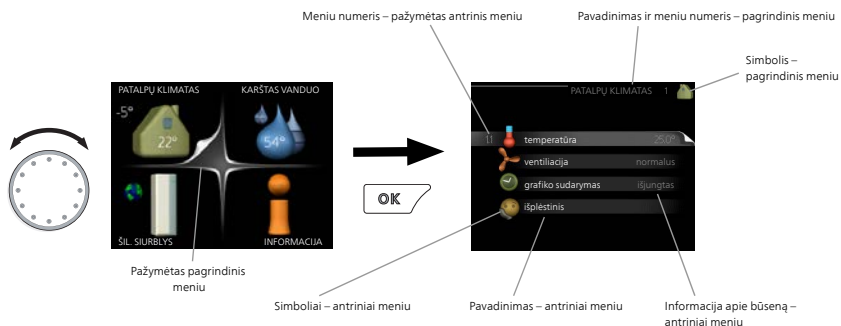 Meniu numeris – pažymėtas antrinis meniu
Pavadinimas ir meniu numeris – pagrindinis meniu
Simbolis –
pagrindinis meniu
PATALPŲ KLIMATAS
KARŠTAS VANDUO
-5°
22°
54°
ŠIL. SIURBLYS
INFORMACIJA
Pažymėtas pagrindinis
meniu
OK
PATALPŲ KLIMATAS 1
1.1 temperatūra 25.0°
ventiliacija normalus
grafiko sudarymas išjungtas
išplėstinis
Simboliai – antriniai meniu
Pavadinimas – antriniai meniu
Informacija apie būseną –
antriniai meniu